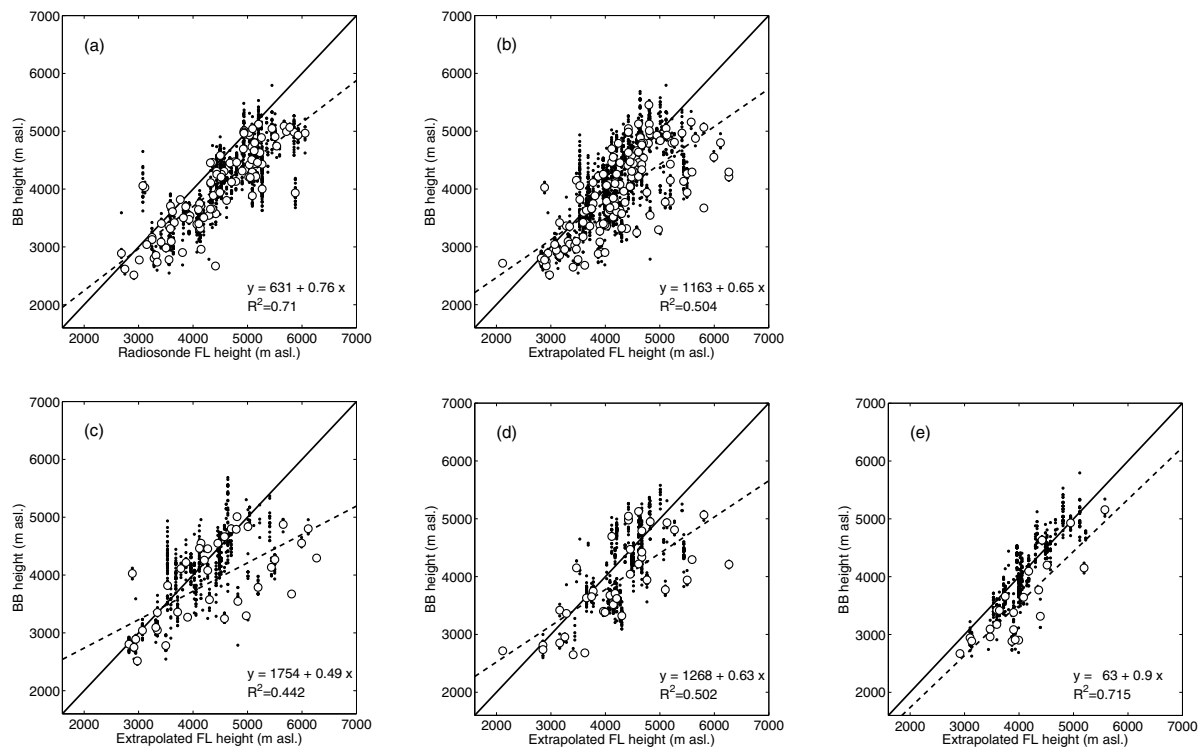 7000
6000
5000
4000
3000
2000
BB height (m asl.)
(a)
y = 631 + 0.76 x
R²=0.71
2000 3000 4000 5000 6000 7000
Radiosonde FL height (m asl.)
7000
6000
5000
4000
3000
2000
BB height (m asl.)
(b)
y = 1163 + 0.65 x
R²=0.504
2000 3000 4000 5000 6000 7000
Extrapolated FL height (m asl.)
7000
6000
5000
4000
3000
2000
BB height (m asl.)
(c)
y = 1754 + 0.49 x
R²=0.442
2000 3000 4000 5000 6000 7000
Extrapolated FL height (m asl.)
7000
6000
5000
4000
3000
2000
BB height (m asl.)
(d)
y = 1268 + 0.63 x
R²=0.502
2000 3000 4000 5000 6000 7000
Extrapolated FL height (m asl.)
7000
6000
5000
4000
3000
2000
BB height (m asl.)
(e)
y = 63 + 0.9 x
R²=0.715
2000 3000 4000 5000 6000 7000
Extrapolated FL height (m asl.)